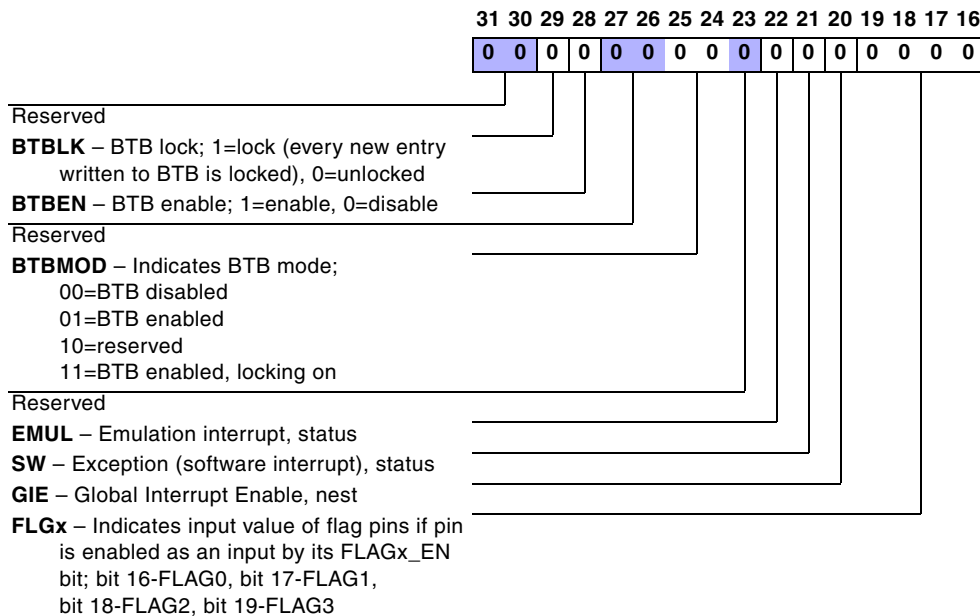 31 30 29 28 27 26 25 24 23 22 21 20 19 18 17 16
0 0 0 0 0 0 0 0 0 0 0 0 0 0 0 0
Reserved
BTBLK – BTB lock; 1=lock (every new entry
written to BTB is locked), 0=unlocked
BTBEN – BTB enable; 1=enable, 0=disable
Reserved
BTBMOD – Indicates BTB mode;
00=BTB disabled
01=BTB enabled
10=reserved
11=BTB enabled, locking on
Reserved
EMUL – Emulation interrupt, status
SW – Exception (software interrupt), status
GIE – Global Interrupt Enable, nest
FLGx – Indicates input value of flag pins if pin
is enabled as an input by its FLAGx_EN
bit; bit 16-FLAG0, bit 17-FLAG1,
bit 18-FLAG2, bit 19-FLAG3